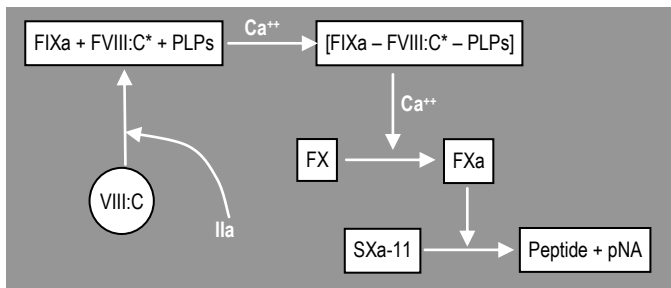 FIXa + FVIII:C* + PLPs
Ca⁺⁺
[FIXa – FVIII:C* – PLPs]
Ca⁺⁺
FX
FXa
VIII:C
IIa
SXa-11
Peptide + pNA